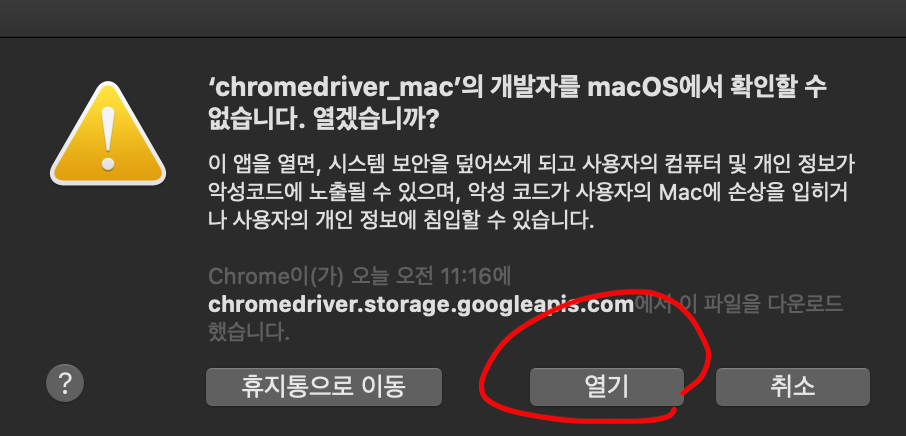 ‘chromedriver_mac’의 개발자를 macOS에서 확인할 수
없습니다. 열겠습니까?
이 앱을 열면, 시스템 보안을 덮어쓰게 되고 사용자의 컴퓨터 및 개인 정보가
악성코드에 노출될 수 있으며, 악성 코드가 사용자의 Mac에 손상을 입히거
나 사용자의 개인 정보에 침입할 수 있습니다.
Chrome이(가) 오늘 오전 11:16에
chromedriver.storage.googleapis.com에서 이 파일을 다운로드
했습니다.
? 휴지통으로 이동 열기 취소